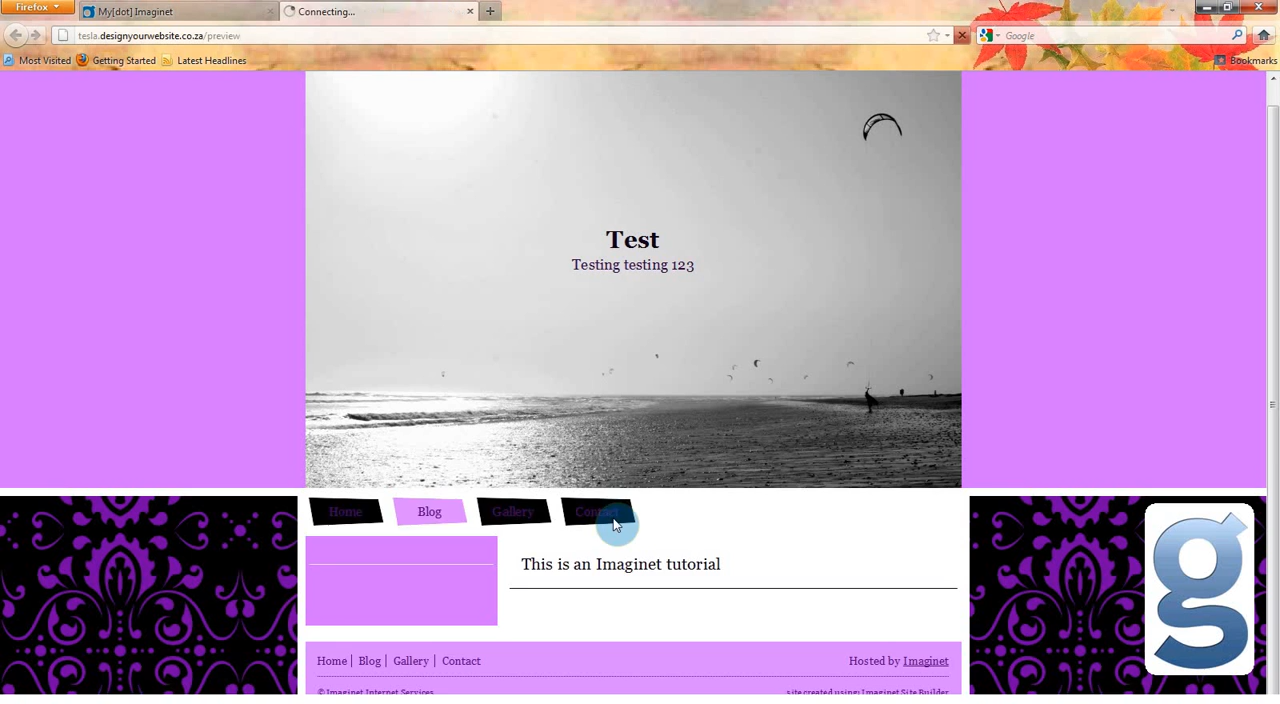 Firefox
My[dot] Imaginet
Connecting...
tesla.designyourwebsite.co.za/preview
Google
Most Visited
Getting Started
Latest Headlines
Bookmarks
Test
Testing testing 123
Home
Blog
Gallery
Contact
This is an Imaginet tutorial
Home | Blog | Gallery | Contact
Hosted by Imaginet
© Imaginet Internet Services
site created using: Imaginet Site Builder
g